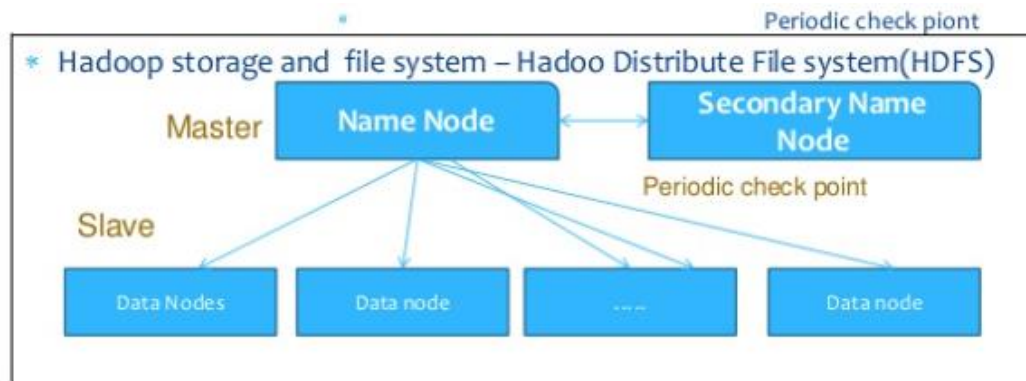 Periodic check piont
* Hadoop storage and file system – Hadoo Distribute File system(HDFS)
Master
Name Node
Secondary Name
Node
Periodic check point
Slave
Data Nodes
Data node
.....
Data node